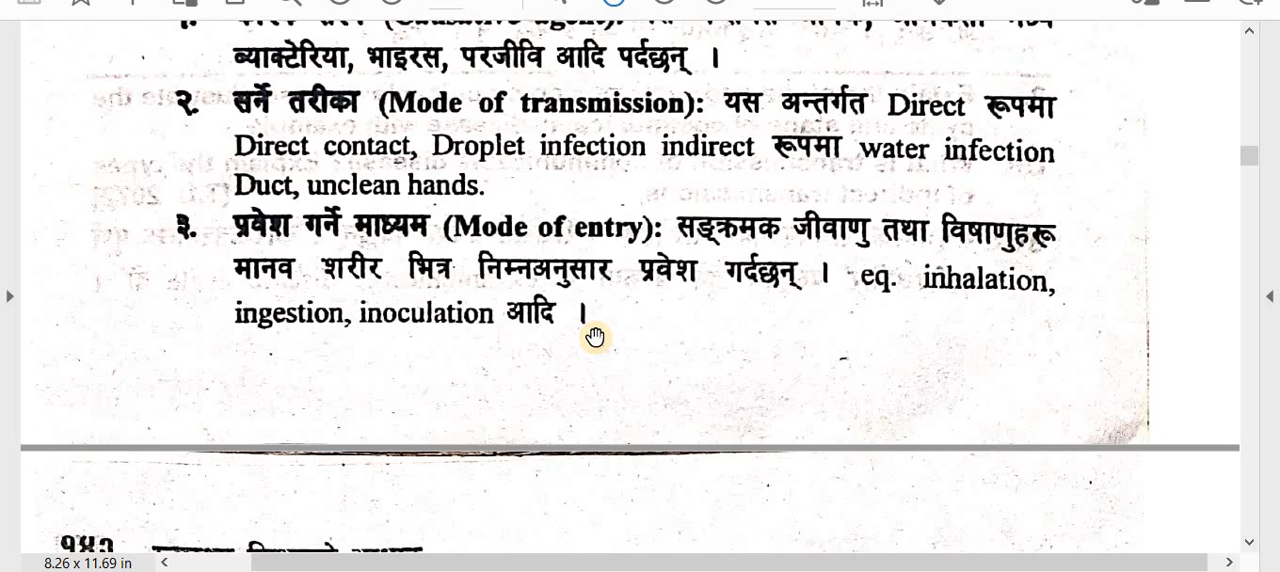 व्याक्टेरिया, भाइरस, परजीवि आदि पर्दछन् ।
२. सर्ने तरीका (Mode of transmission): यस अन्तर्गत Direct रूपमा
Direct contact, Droplet infection indirect रूपमा water infection
Duct, unclean hands.
३. प्रवेश गर्ने माध्यम (Mode of entry): सङ्क्रमक जीवाणु तथा विषाणुहरू
मानव शरीर भित्र निम्नअनुसार प्रवेश गर्दछन् । eq. inhalation,
ingestion, inoculation आदि ।
8.26 x 11.69 in